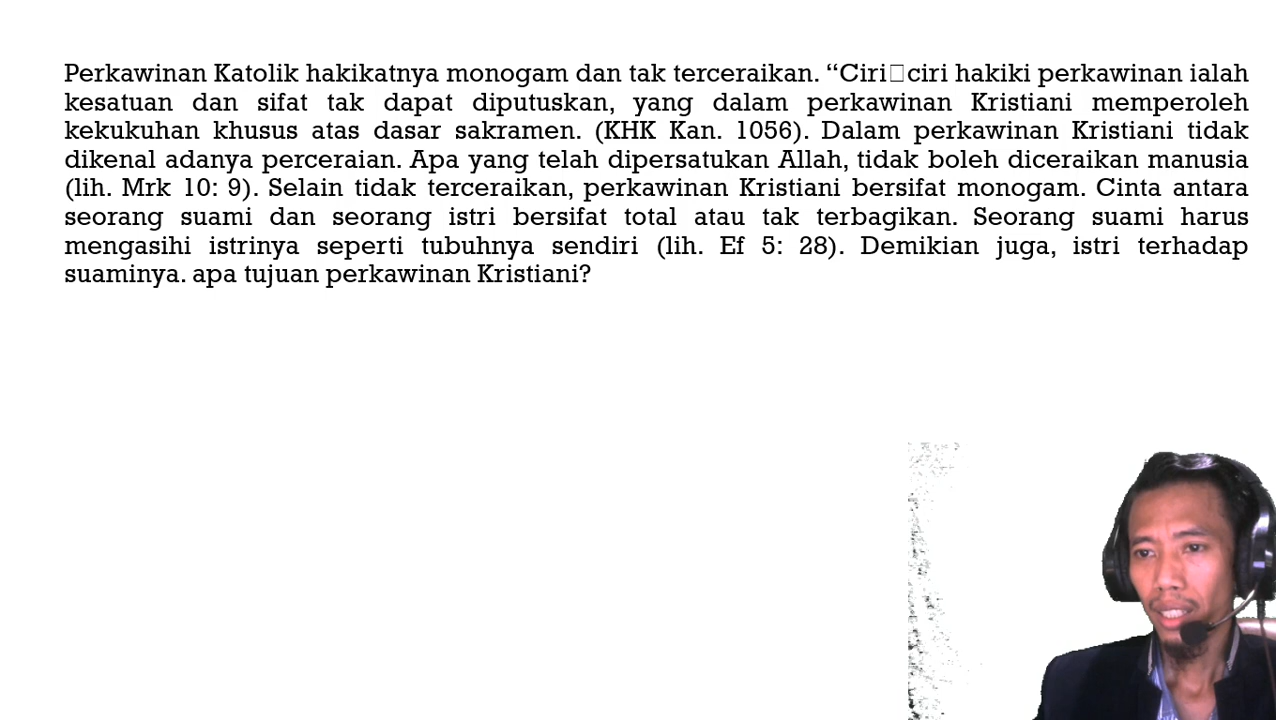 Perkawinan Katolik hakikatnya monogam dan tak terceraikan. “Ciri□ciri hakiki perkawinan ialah
kesatuan dan sifat tak dapat diputuskan, yang dalam perkawinan Kristiani memperoleh
kekukuhan khusus atas dasar sakramen. (KHK Kan. 1056). Dalam perkawinan Kristiani tidak
dikenal adanya perceraian. Apa yang telah dipersatukan Allah, tidak boleh diceraikan manusia
(lih. Mrk 10: 9). Selain tidak terceraikan, perkawinan Kristiani bersifat monogam. Cinta antara
seorang suami dan seorang istri bersifat total atau tak terbagikan. Seorang suami harus
mengasihi istrinya seperti tubuhnya sendiri (lih. Ef 5: 28). Demikian juga, istri terhadap
suaminya. apa tujuan perkawinan Kristiani?